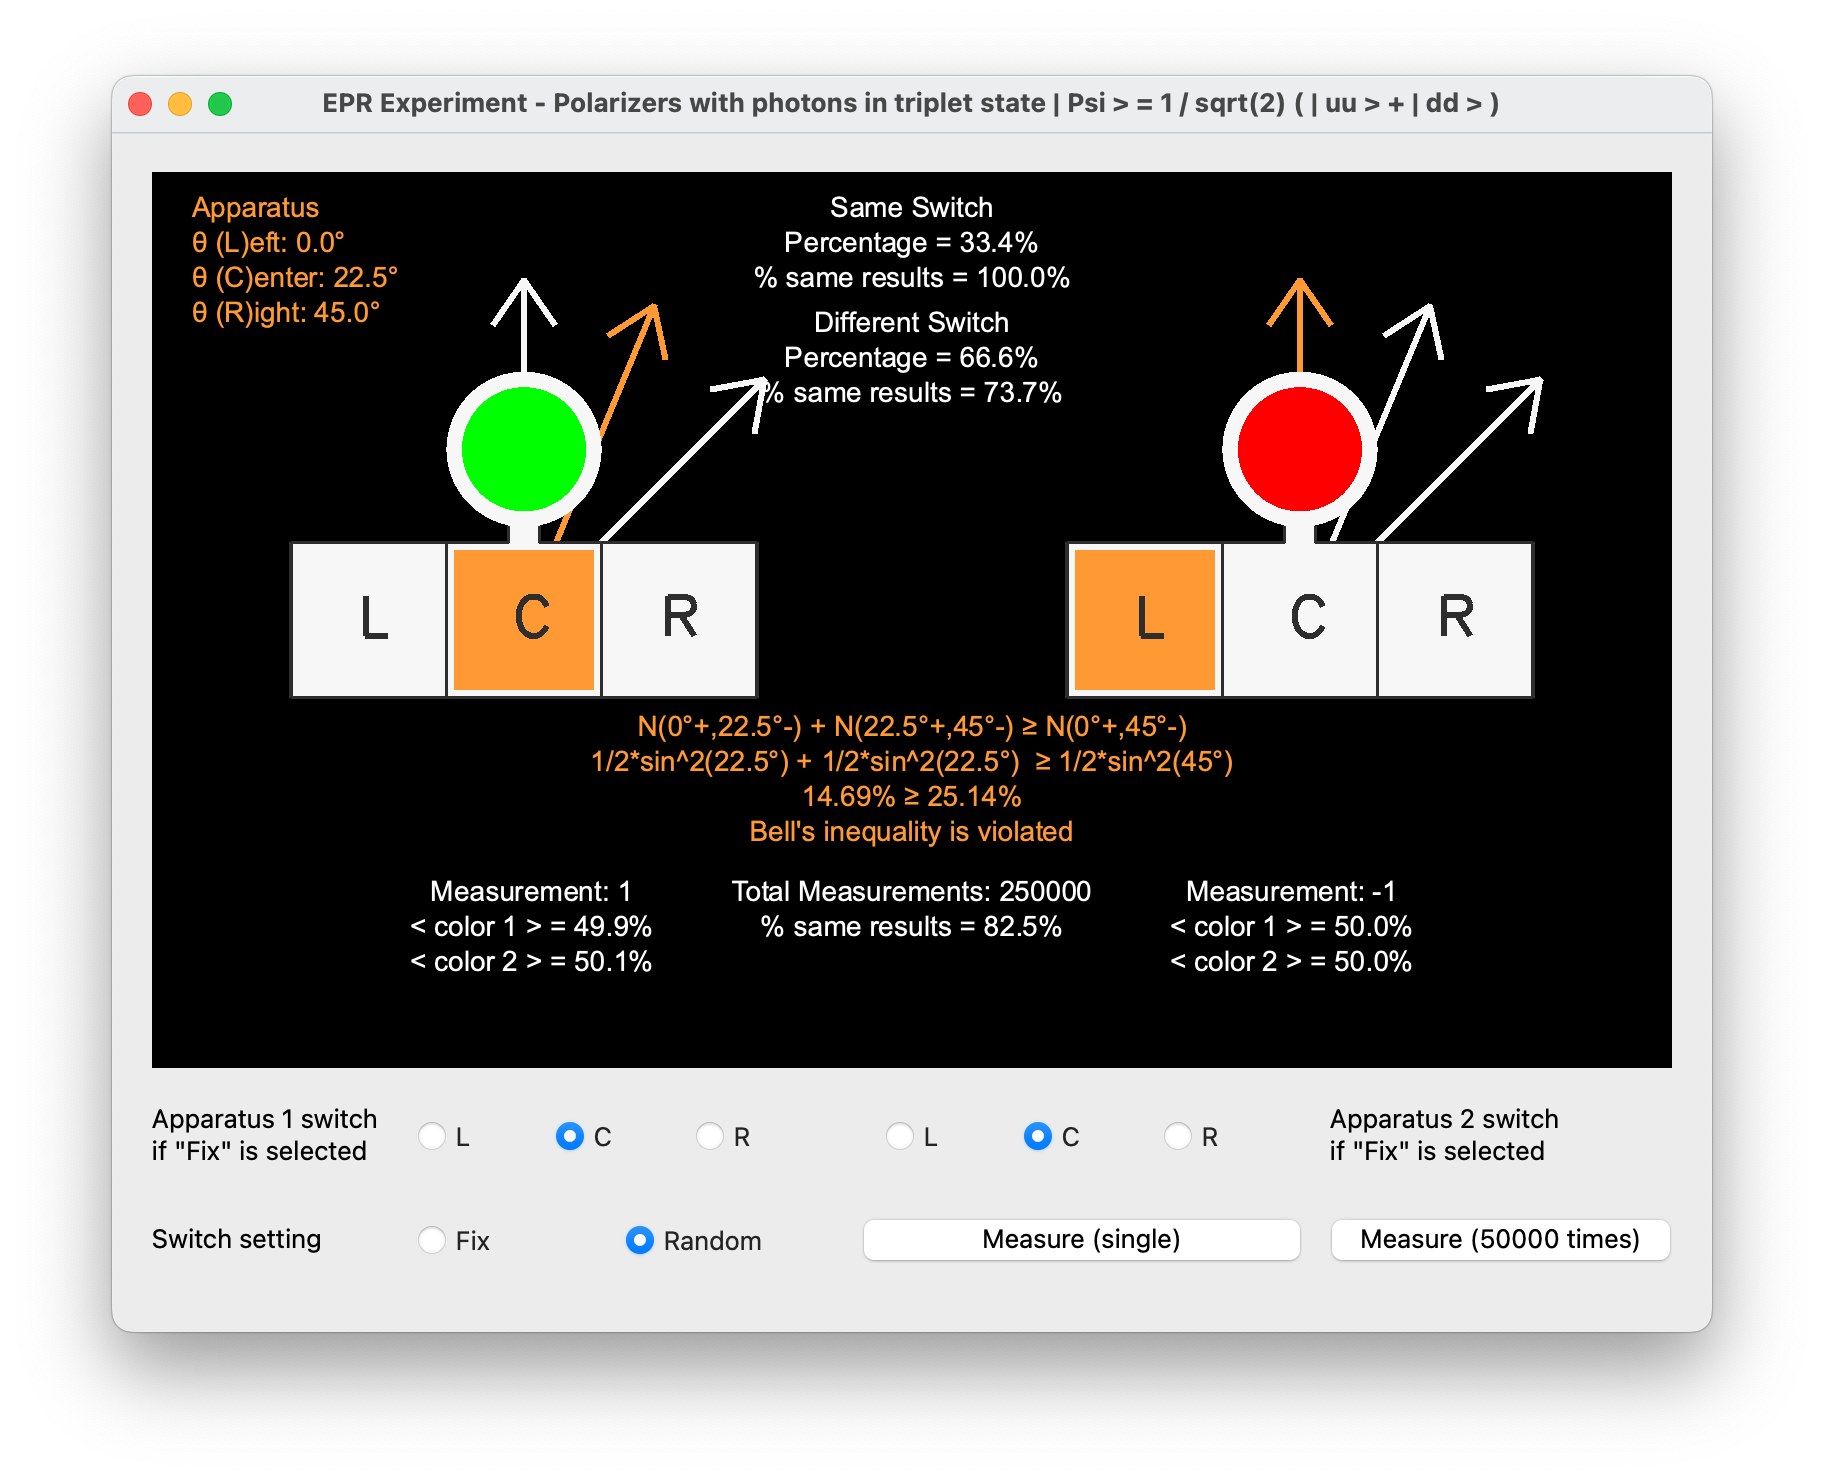 EPR Experiment - Polarizers with photons in triplet state | Psi > = 1 / sqrt(2) ( | uu > + | dd > )
Apparatus
θ (L)eft: 0.0°
θ (C)enter: 22.5°
θ (R)ight: 45.0°
Same Switch
Percentage = 33.4%
% same results = 100.0%
Different Switch
Percentage = 66.6%
% same results = 73.7%
L C R
L C R
N(0°+,22.5°-) + N(22.5°+,45°-) ≥ N(0°+,45°-)
1/2*sin^2(22.5°) + 1/2*sin^2(22.5°) ≥ 1/2*sin^2(45°)
14.69% ≥ 25.14%
Bell's inequality is violated
Measurement: 1
< color 1 > = 49.9%
< color 2 > = 50.1%
Total Measurements: 250000
% same results = 82.5%
Measurement: -1
< color 1 > = 50.0%
< color 2 > = 50.0%
Apparatus 1 switch
if "Fix" is selected
L C R
L C R
Apparatus 2 switch
if "Fix" is selected
Switch setting
Fix
Random
Measure (single)
Measure (50000 times)